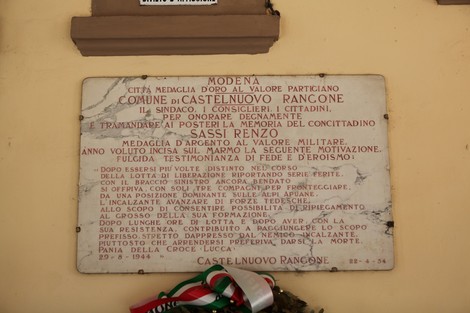 DIVIETO D'AFFISSIONE
MODENA
CITTÀ MEDAGLIA D'ORO AL VALORE PARTIGIANO
COMUNE DI CASTELNUOVO RANGONE
IL SINDACO, I CONSIGLIERI, I CITTADINI,
PER ONORARE DEGNAMENTE
E TRAMANDARE AI POSTERI LA MEMORIA DEL CONCITTADINO
SASSI RENZO
MEDAGLIA D'ARGENTO AL VALORE MILITARE,
ANNO VOLUTO INCISA SUL MARMO LA SEGUENTE MOTIVAZIONE,
FULGIDA TESTIMONIANZA DI FEDE E D'EROISMO:
"DOPO ESSERSI PIÙ VOLTE DISTINTO NEL CORSO
DELLA LOTTA DI LIBERAZIONE RIPORTANDO SERIE FERITE,
CON IL BRACCIO SINISTRO ANCORA BENDATO
SI OFFRIVA, CON SOLI TRE COMPAGNI PER FRONTEGGIARE,
DA UNA POSIZIONE DOMINANTE SULLE ALPI APUANE,
L'INCALZANTE AVANZARE DI FORZE TEDESCHE,
ALLO SCOPO DI CONSENTIRE POSSIBILITÀ DI RIPIEGAMENTO
AL GROSSO DELLA SUA FORMAZIONE.
DOPO LUNGHE ORE DI LOTTA E DOPO AVER CON LA
SUA RESISTENZA, CONTRIBUITO A RAGGIUNGERE LO SCOPO
PREFISSO, STRETTO DAPPRESSO DAL NEMICO INCALZANTE,
PIUTTOSTO CHE ARRENDERSI PREFERIVA DARSI LA MORTE.
PANIA DELLA CROCE (LUCCA)
29-8-1944
CASTELNUOVO RANGONE 25-4-54